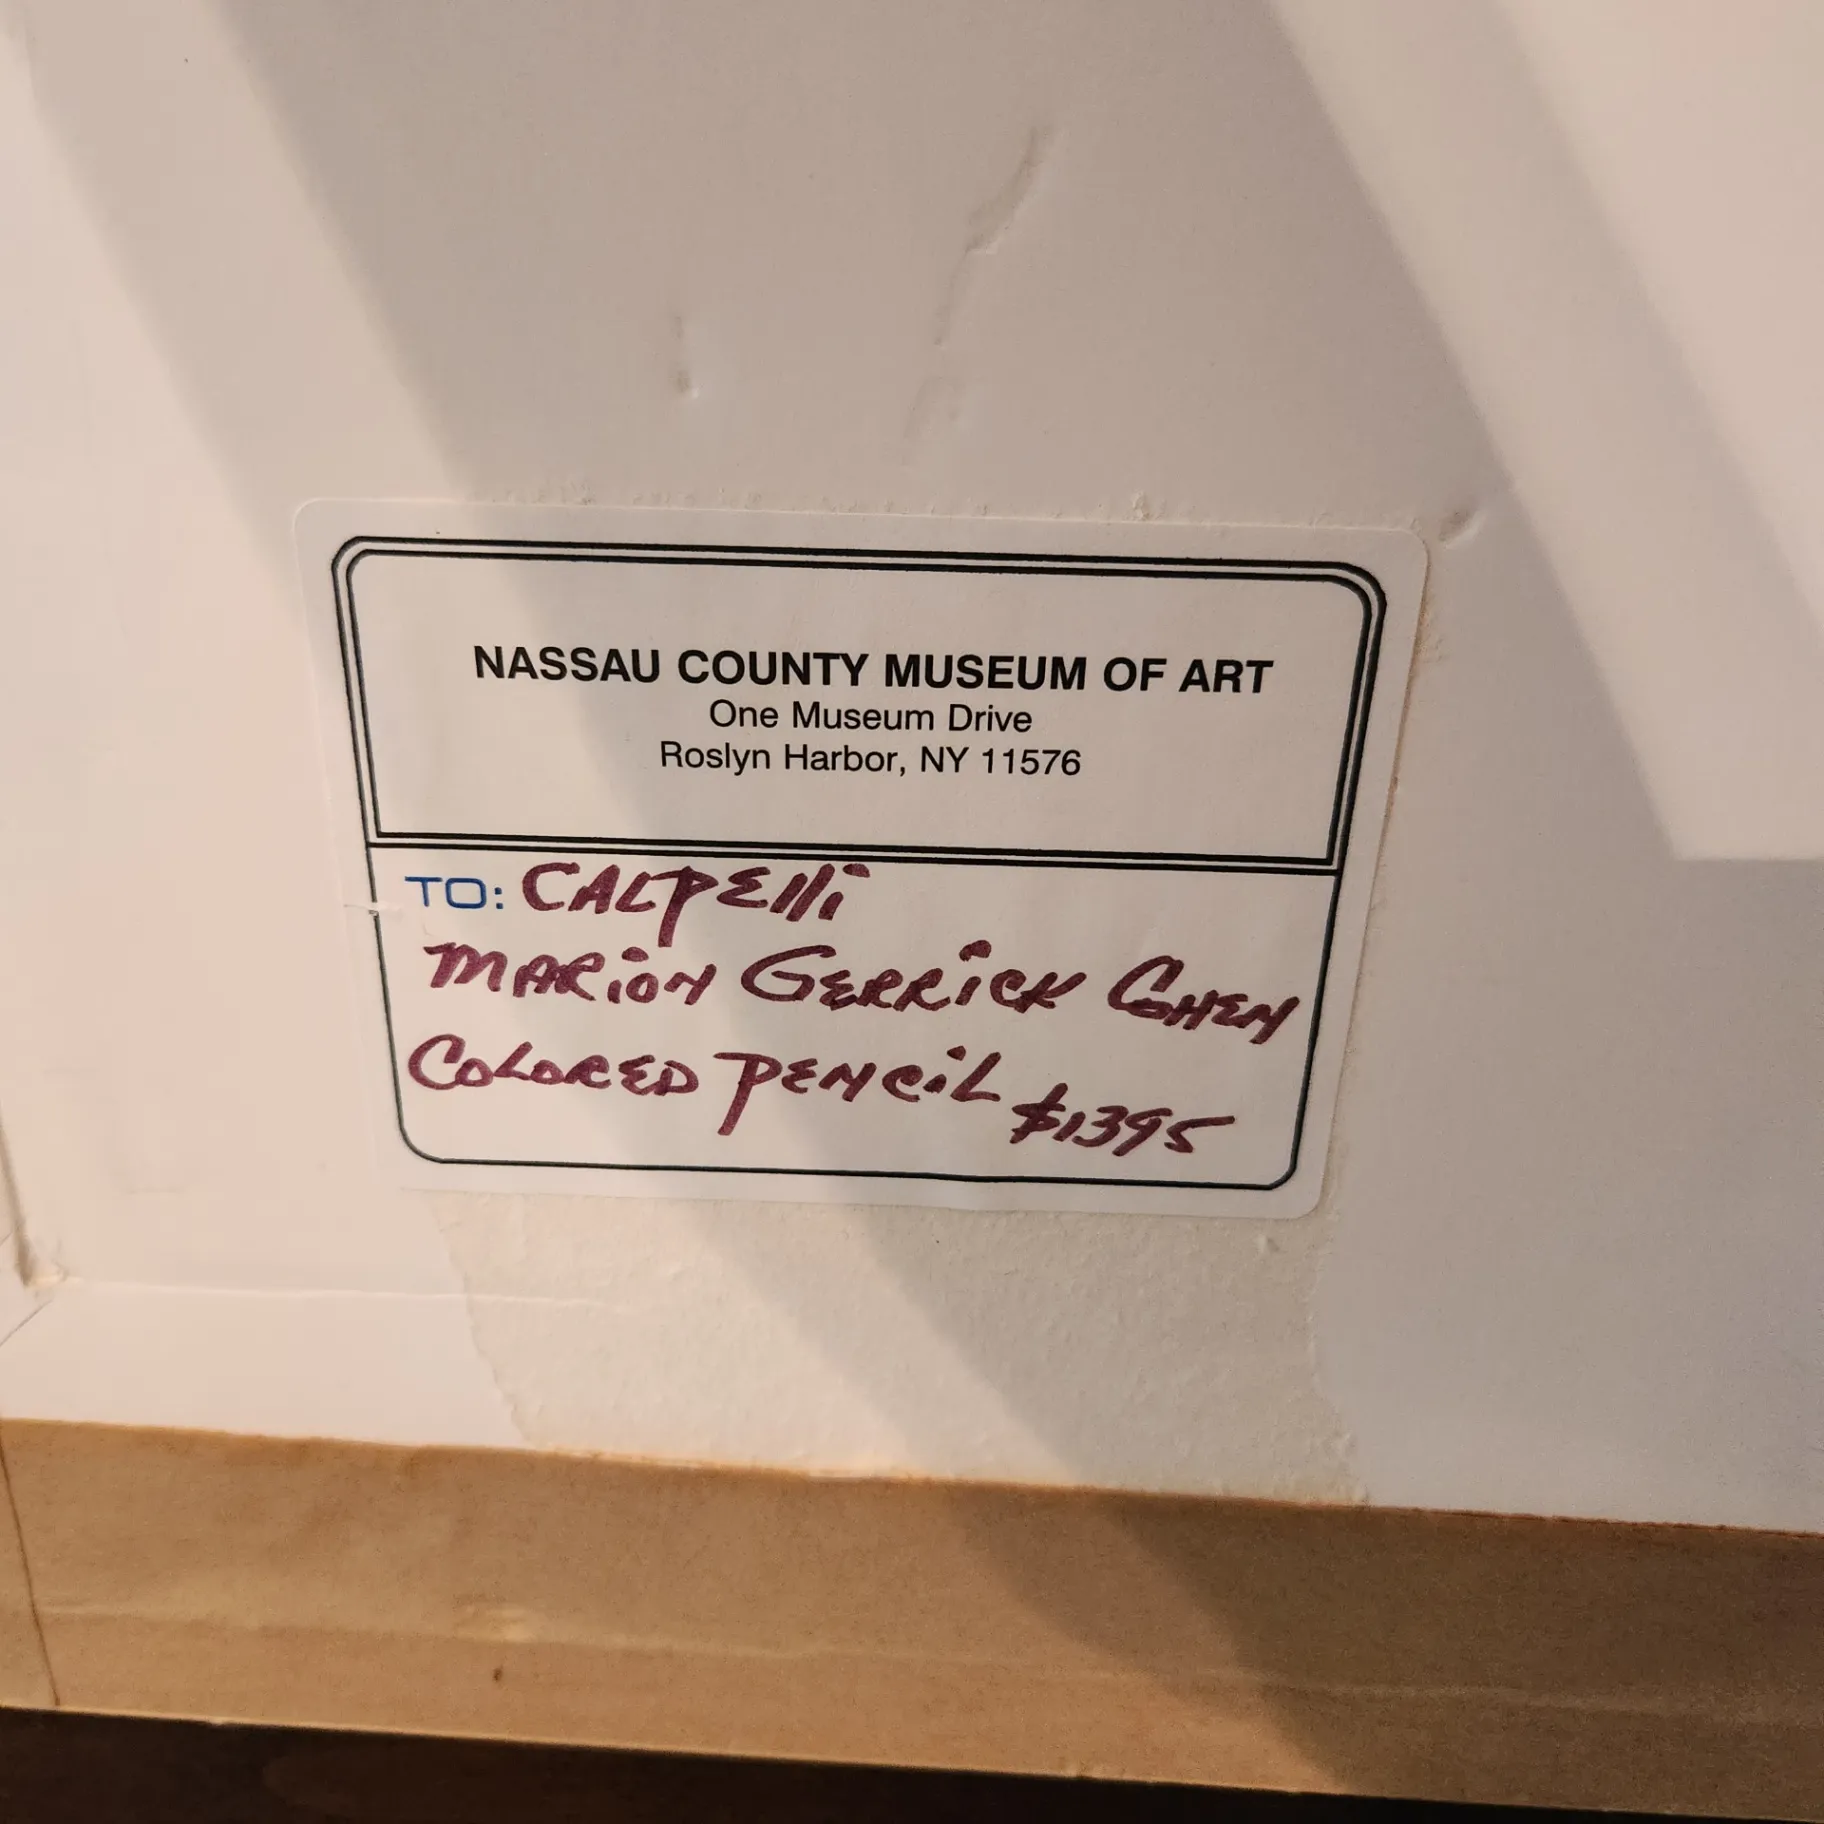 NASSAU COUNTY MUSEUM OF ART
One Museum Drive
Roslyn Harbor, NY 11576
TO: CALPElli
MARiON GERRiCK COHEN
COLORED PENCiL $1395